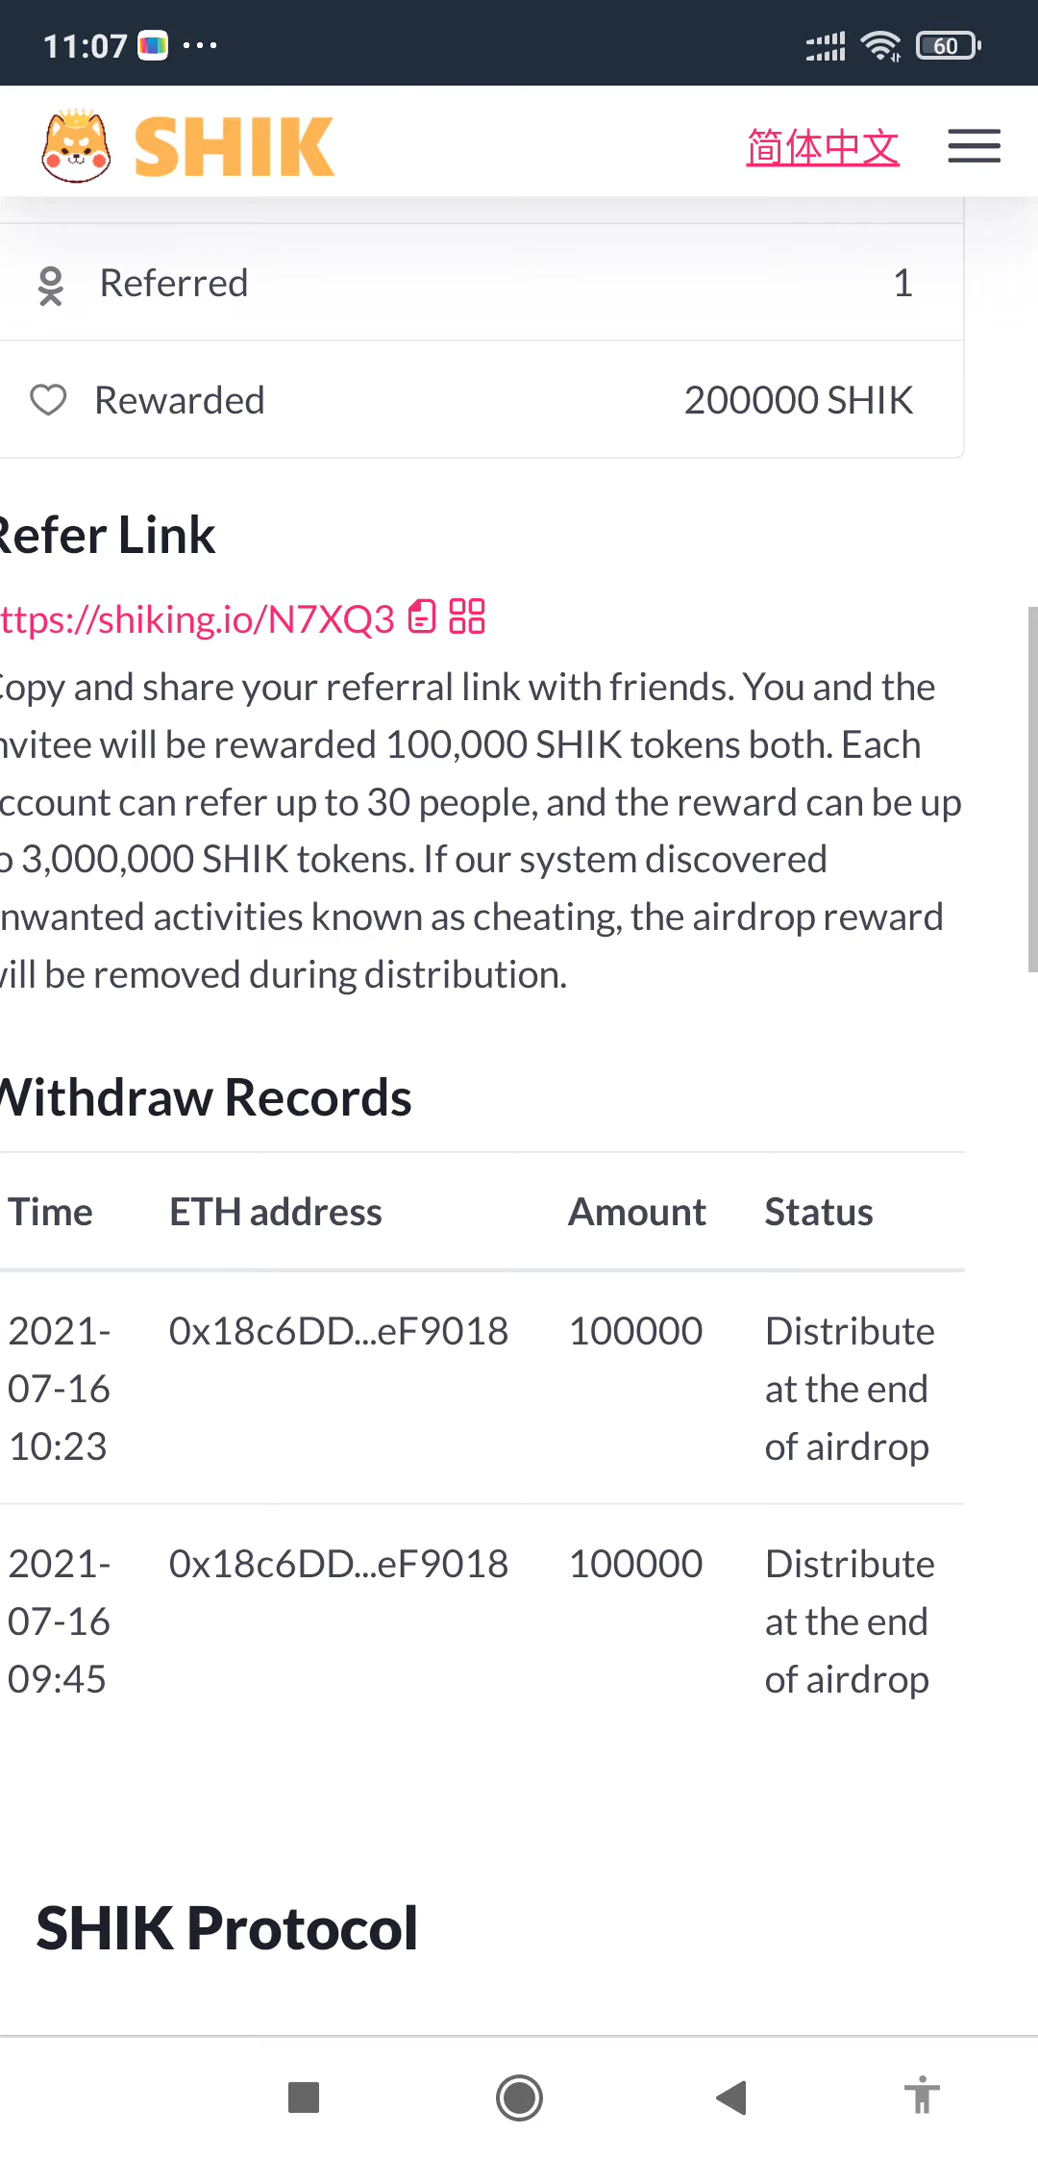 11:07 ... 60
SHIK 简体中文
Referred 1
Rewarded 200000 SHIK
Refer Link
ttps://shiking.io/N7XQ3
opy and share your referral link with friends. You and the
nvitee will be rewarded 100,000 SHIK tokens both. Each
ccount can refer up to 30 people, and the reward can be up
o 3,000,000 SHIK tokens. If our system discovered
nwanted activities known as cheating, the airdrop reward
will be removed during distribution.
Withdraw Records
Time ETH address Amount Status
2021- 0x18c6DD...eF9018 100000 Distribute
07-16 at the end
10:23 of airdrop
2021- 0x18c6DD...eF9018 100000 Distribute
07-16 at the end
09:45 of airdrop
SHIK Protocol